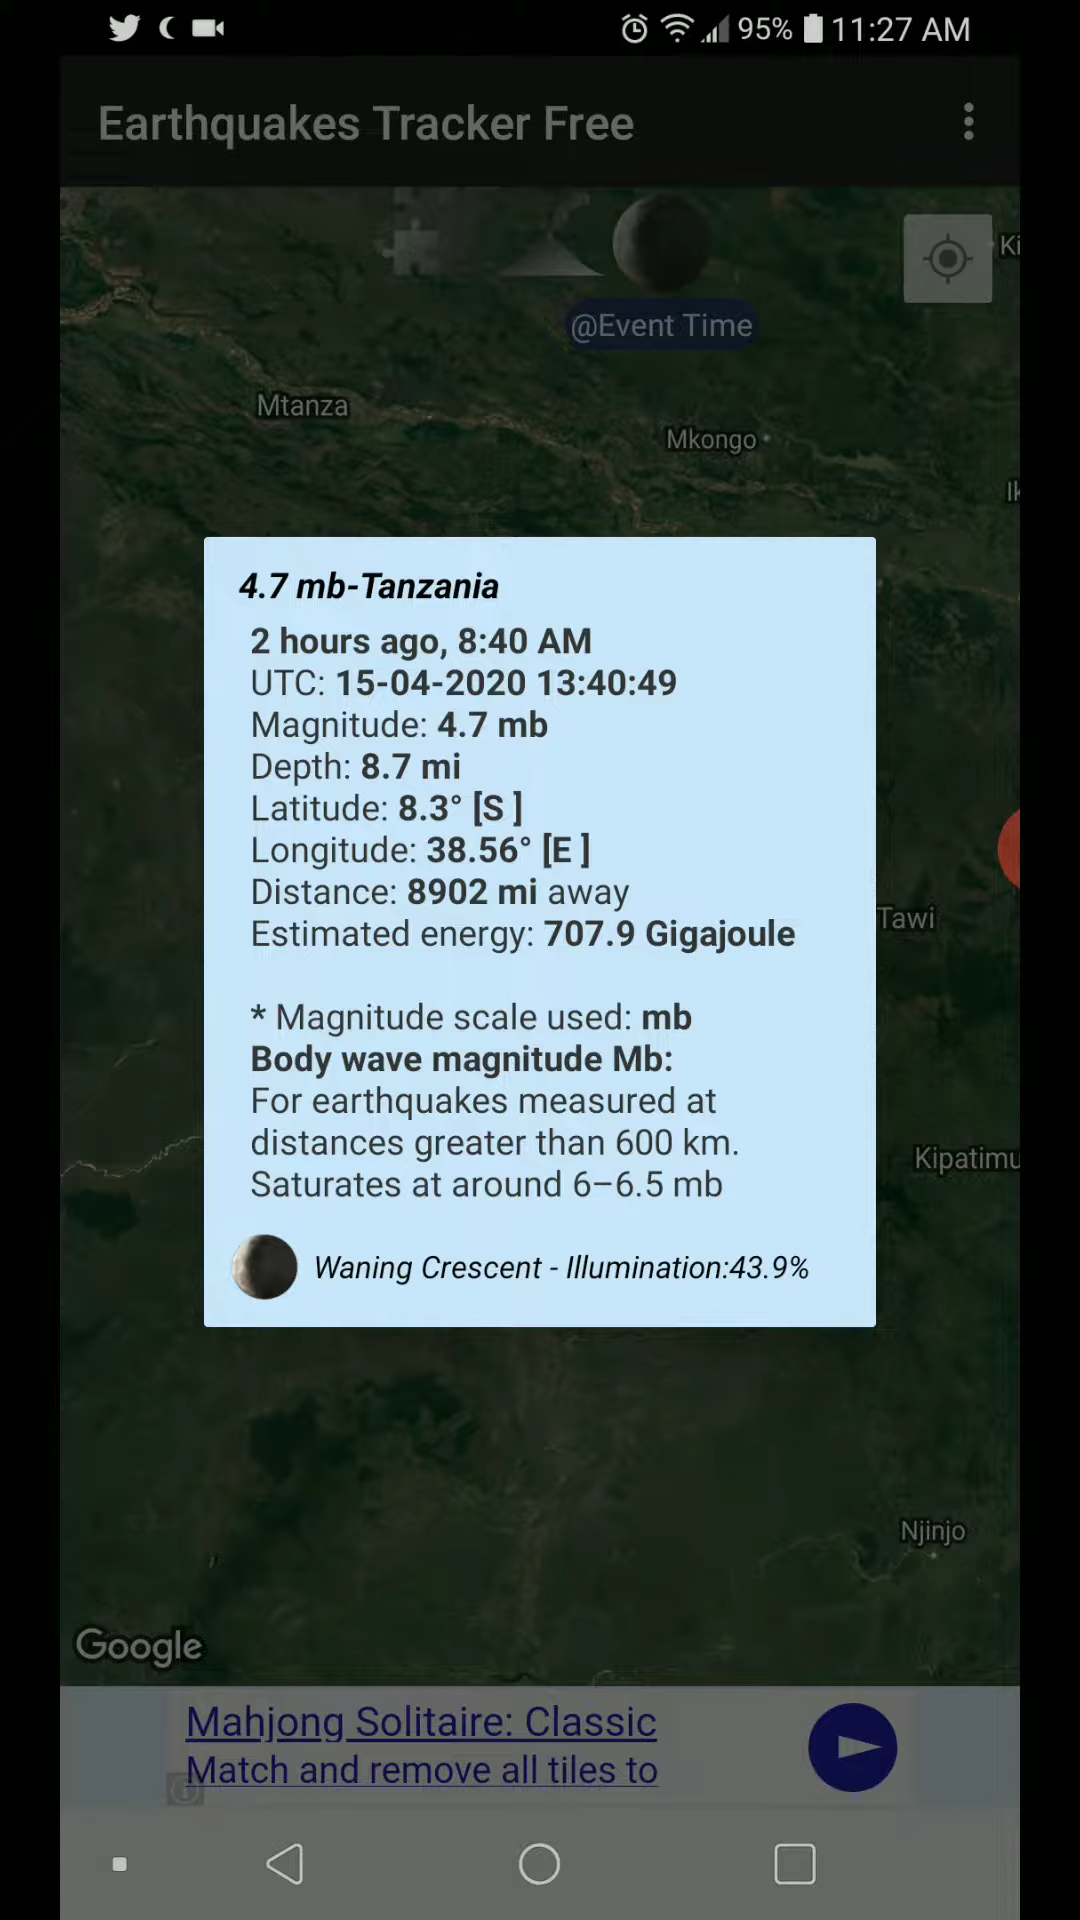 95% 11:27 AM
Earthquakes Tracker Free
Ki
@Event Time
Mtanza
Mkongo
Ik
4.7 mb-Tanzania
2 hours ago, 8:40 AM
UTC: 15-04-2020 13:40:49
Magnitude: 4.7 mb
Depth: 8.7 mi
Latitude: 8.3° [S ]
Longitude: 38.56° [E ]
Distance: 8902 mi away
Tawi
Estimated energy: 707.9 Gigajoule
* Magnitude scale used: mb
Body wave magnitude Mb:
For earthquakes measured at
distances greater than 600 km.
Kipatimu
Saturates at around 6–6.5 mb
Waning Crescent - Illumination:43.9%
Njinjo
Google
Mahjong Solitaire: Classic
Match and remove all tiles to